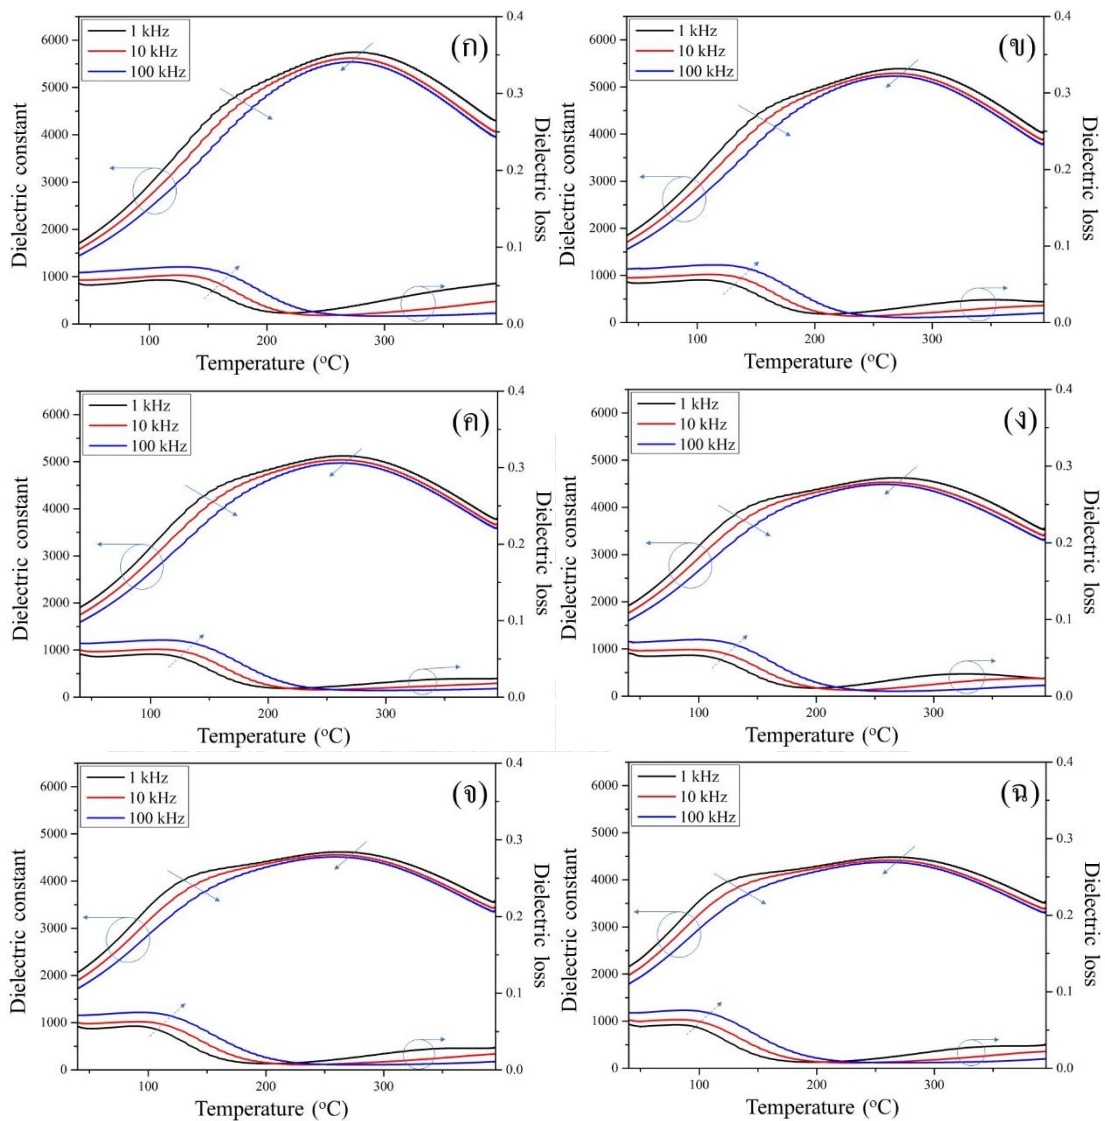 (ก)
1 kHz
10 kHz
100 kHz
Dielectric constant
6000
5000
4000
3000
2000
1000
0
100
200
300
Temperature (oC)
0.4
0.3
0.2
0.1
0.0
Dielectric loss
(ข)
1 kHz
10 kHz
100 kHz
Dielectric constant
6000
5000
4000
3000
2000
1000
0
100
200
300
Temperature (oC)
0.4
0.3
0.2
0.1
0.0
Dielectric loss
(ค)
1 kHz
10 kHz
100 kHz
Dielectric constant
6000
5000
4000
3000
2000
1000
0
100
200
300
Temperature (oC)
0.4
0.3
0.2
0.1
0.0
Dielectric loss
(ง)
1 kHz
10 kHz
100 kHz
Dielectric constant
6000
5000
4000
3000
2000
1000
0
100
200
300
Temperature (oC)
0.4
0.3
0.2
0.1
0.0
Dielectric loss
(จ)
1 kHz
10 kHz
100 kHz
Dielectric constant
6000
5000
4000
3000
2000
1000
0
100
200
300
Temperature (oC)
0.4
0.3
0.2
0.1
0.0
Dielectric loss
(ฉ)
1 kHz
10 kHz
100 kHz
Dielectric constant
6000
5000
4000
3000
2000
1000
0
100
200
300
Temperature (oC)
0.4
0.3
0.2
0.1
0.0
Dielectric loss